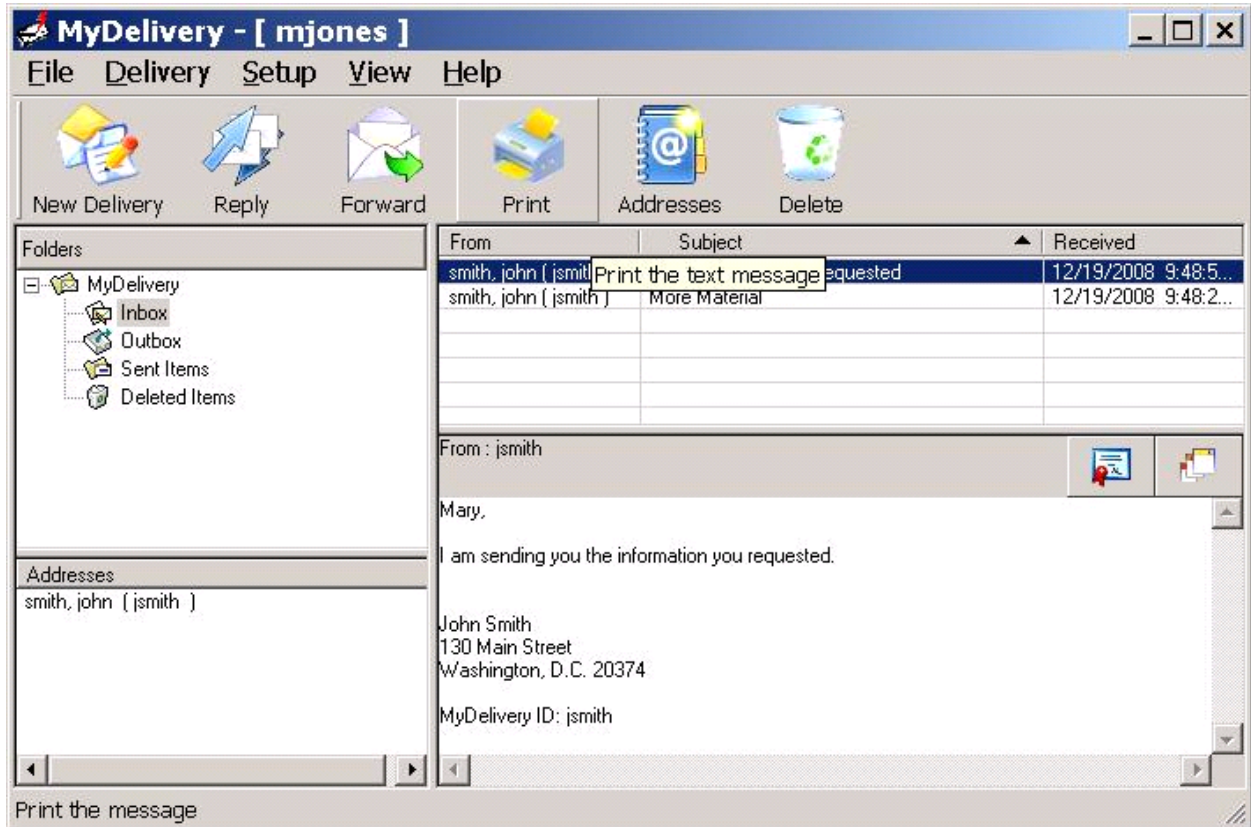 MyDelivery - [ mjones ]
File Delivery Setup View Help
New Delivery Reply Forward Print Addresses Delete
Folders
MyDelivery
Inbox
Outbox
Sent Items
Deleted Items
Addresses
smith, john ( jsmith )
From Subject Received
smith, john ( jsmit equested 12/19/2008 9:48:5...
Print the text message
smith, john ( jsmith ) More Material 12/19/2008 9:48:2...
From : jsmith
Mary,
I am sending you the information you requested.
John Smith
130 Main Street
Washington, D.C. 20374
MyDelivery ID: jsmith
Print the message